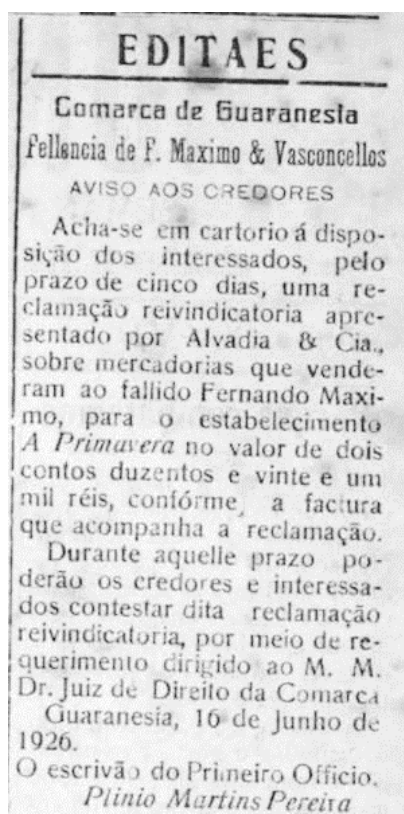 EDITAES
Comarca de Guaranesia
Fellencia de F. Maximo & Vasconcellos
AVISO AOS CREDORES
Acha-se em cartorio á dispo-
sição dos interessados, pelo
prazo de cinco dias, uma re-
clamação reivindicatoria apre-
sentado por Alvadia & Cia.,
sobre mercadorias que vende-
ram ao fallido Fernando Maxi-
mo, para o estabelecimento
A Primavera no valor de dois
contos duzentos e vinte e um
mil réis, confórme, a factura
que acompanha a reclamação.
Durante aquelle prazo po-
derão os credores e interessa-
dos contestar dita reclamação
reivindicatoria, por meio de re-
querimento dirigido ao M. M.
Dr. Juiz de Direito da Comarca
Guaranesia, 16 de Junho de
1926.
O escrivão do Primeiro Officio.
Plinio Martins Pereira